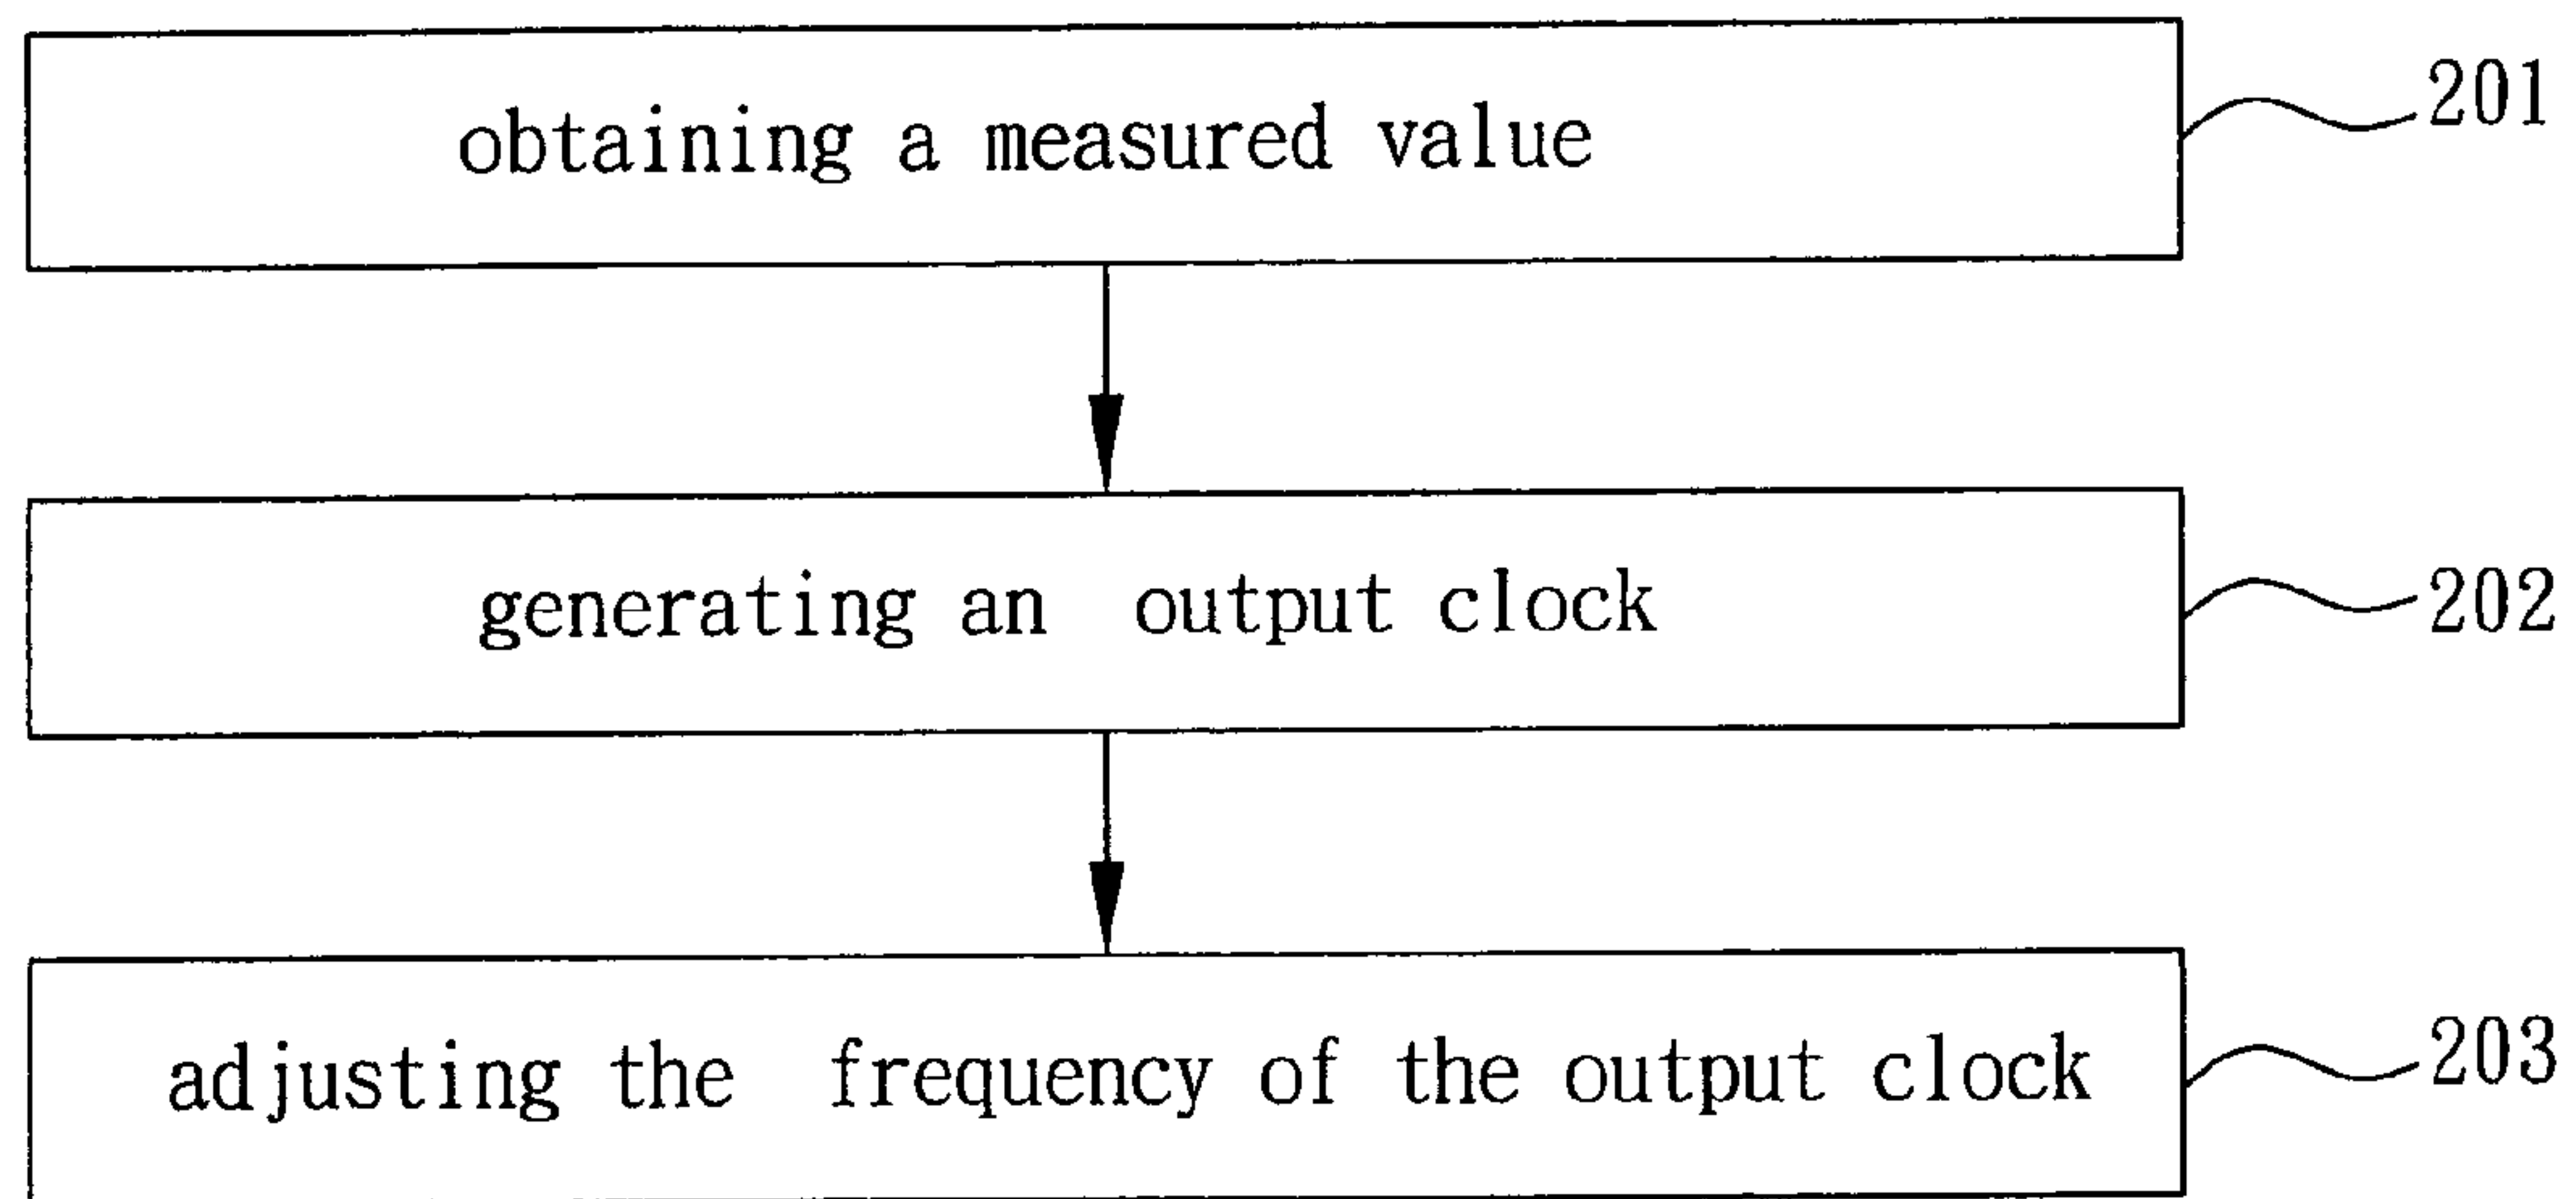 obtaining a measured value 201
generating an output clock 202
adjusting the frequency of the output clock 203